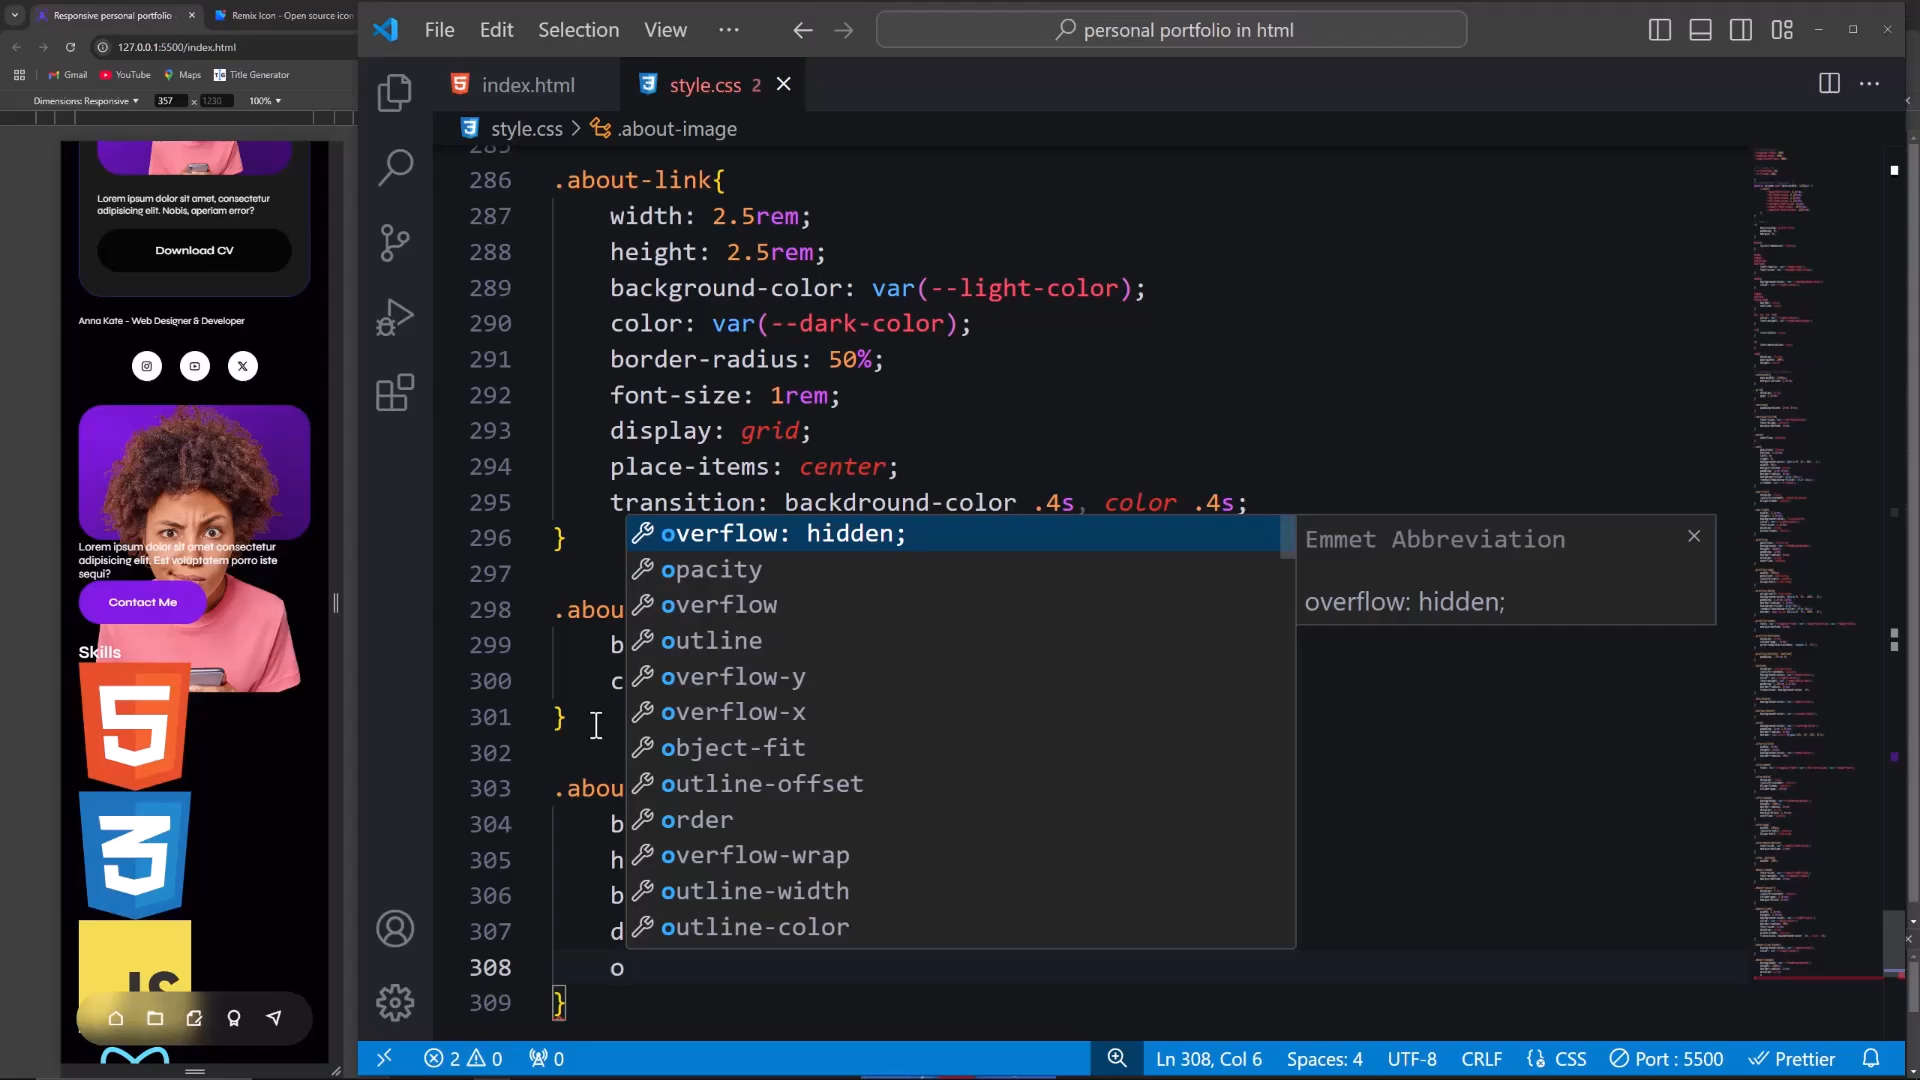 Responsive personal portfolio
Remix Icon - Open source icon
127.0.0.1:5500/index.html
Gmail
YouTube
Maps
Title Generator
Dimensions: Responsive
357
x
1230
100%
Lorem ipsum dolor sit amet, consectetur
adipisicing elit. Nobis, aperiam error?
Download CV
Anna Kate - Web Designer & Developer
Lorem ipsum dolor sit amet consectetur
adipisicing elit. Est voluptatem porro iste
sequi?
Contact Me
Skills
5
3
JS
File
Edit
Selection
View
personal portfolio in html
index.html
style.css 2
style.css > .about-image
285
286 .about-link{
287 width: 2.5rem;
288 height: 2.5rem;
289 background-color: var(--light-color);
290 color: var(--dark-color);
291 border-radius: 50%;
292 font-size: 1rem;
293 display: grid;
294 place-items: center;
295 transition: backdround-color .4s, color .4s;
296 }
297
298 .abou
299 b
300 c
301 }
302
303 .abou
304 b
305 h
306 b
307 d
308 o
309 }
overflow: hidden;
opacity
overflow
outline
overflow-y
overflow-x
object-fit
outline-offset
order
overflow-wrap
outline-width
outline-color
Emmet Abbreviation
overflow: hidden;
2
0
0
Ln 308, Col 6
Spaces: 4
UTF-8
CRLF
CSS
Port : 5500
Prettier